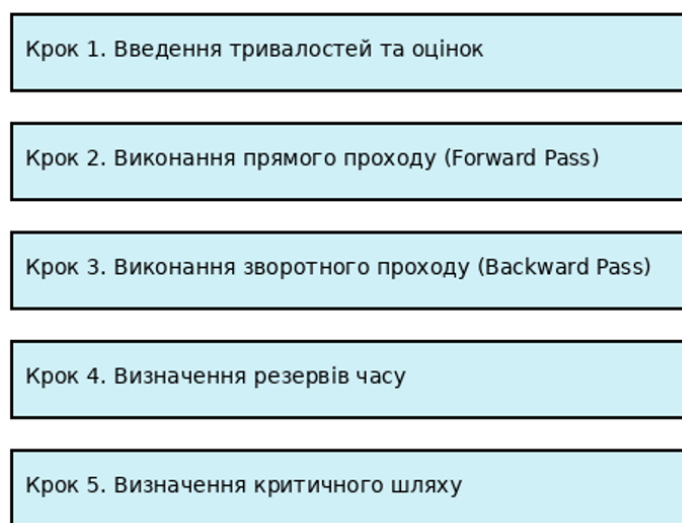 Крок 1. Введення тривалостей та оцінок
Крок 2. Виконання прямого проходу (Forward Pass)
Крок 3. Виконання зворотного проходу (Backward Pass)
Крок 4. Визначення резервів часу
Крок 5. Визначення критичного шляху